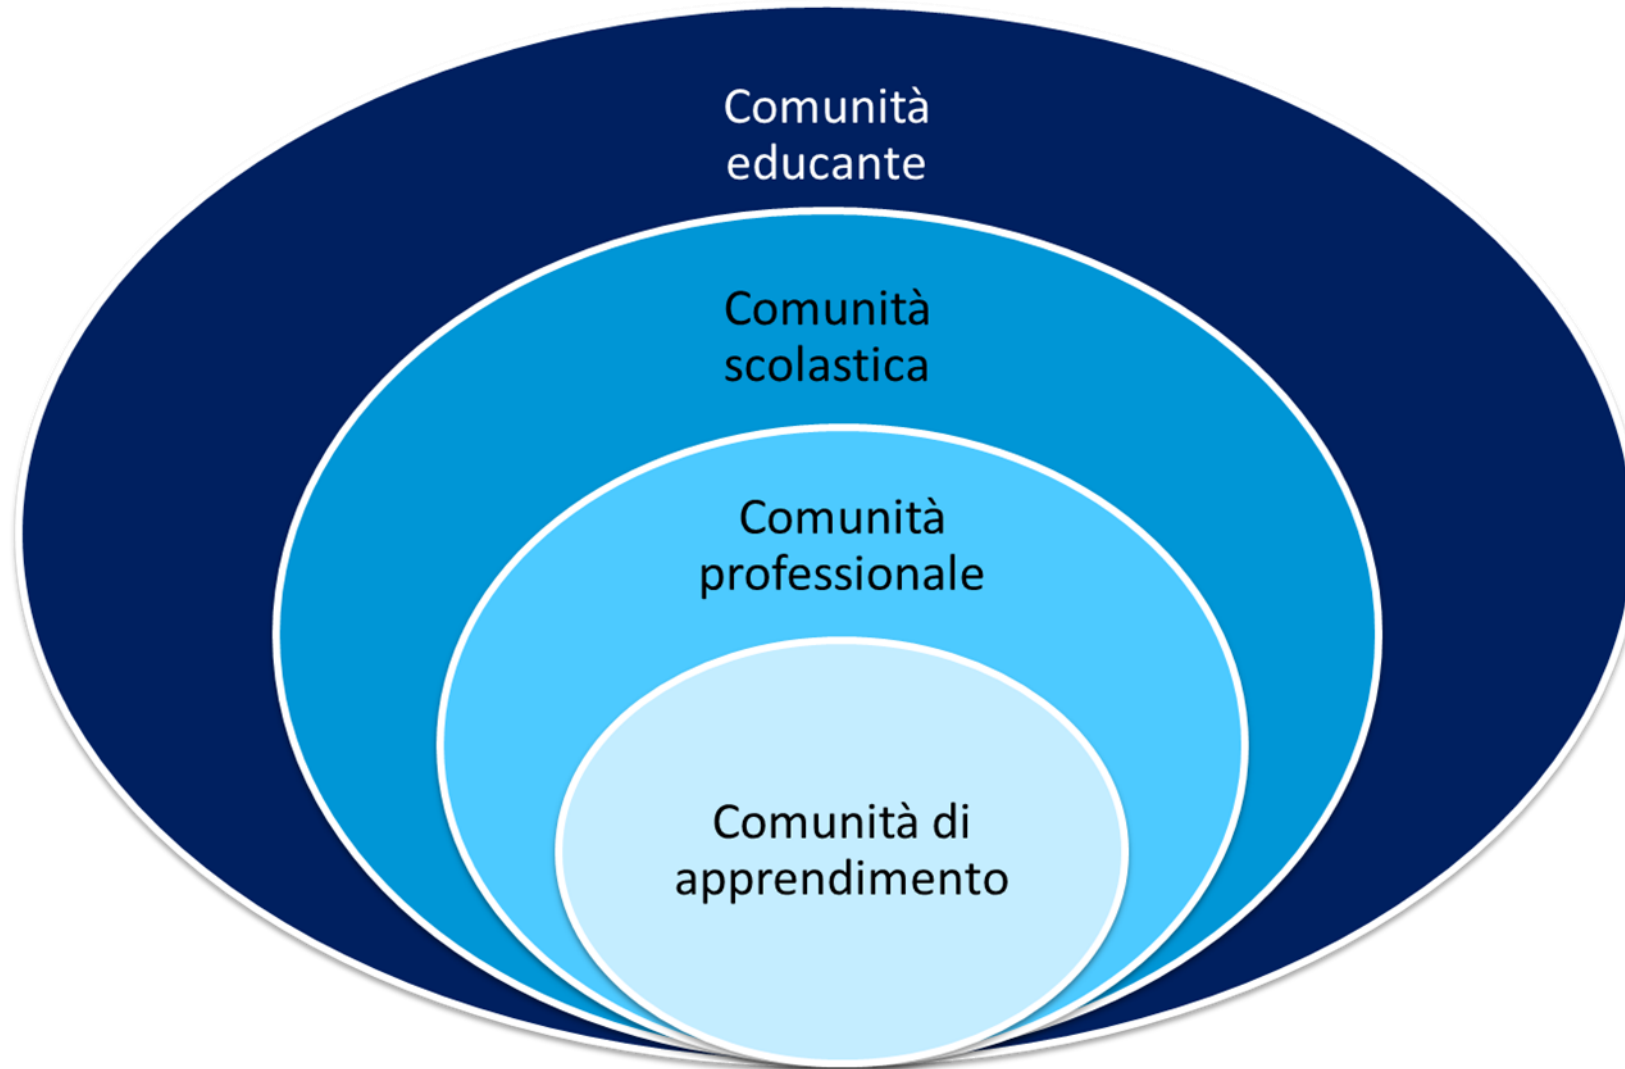 Comunità
educante
Comunità
scolastica
Comunità
professionale
Comunità di
apprendimento